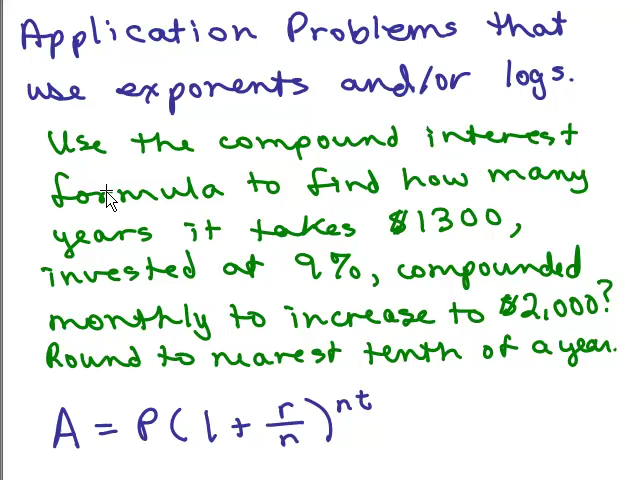 Application Problems that
use exponents and/or logs.
Use the compound interest
formula to find how many
years it takes $1300,
invested at 9%, compounded
monthly to increase to $2,000?
Round to nearest tenth of a year.
A = P(1 + r/n)^nt